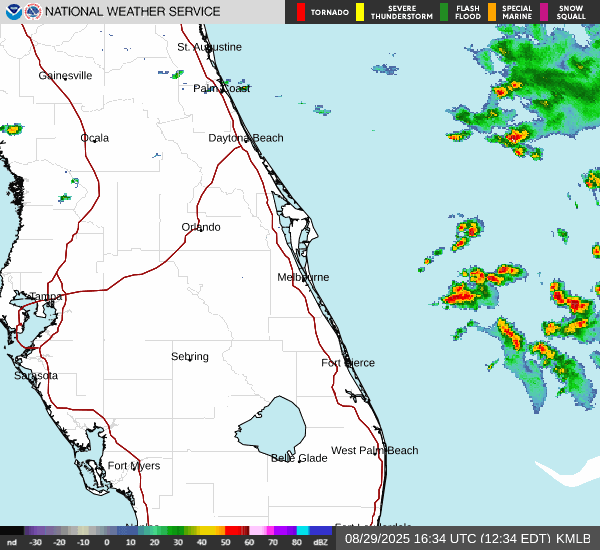 NATIONAL WEATHER SERVICE
TORNADO
SEVERE THUNDERSTORM
FLASH FLOOD
SPECIAL MARINE
SNOW SQUALL
St. Augustine
Gainesville
Palm Coast
Ocala
Daytona Beach
Orlando
Melbourne
Tampa
Sebring
Fort Pierce
Sarasota
West Palm Beach
Belle Glade
Fort Myers
nd -30 -20 -10 0 10 20 30 40 50 60 70 80 dBZ
08/29/2025 16:34 UTC (12:34 EDT) KMLB